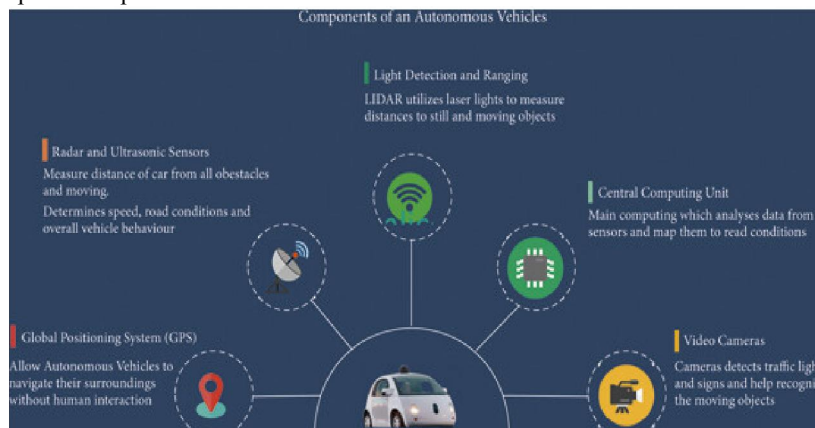 Components of an Autonomous Vehicles
Light Detection and Ranging
LIDAR utilizes laser lights to measure
distances to still and moving objects
Radar and Ultrasonic Sensors
Measure distance of car from all obestacles
and moving.
Determines speed, road conditions and
overall vehicle behaviour
Central Computing Unit
Main computing which analyses data from
sensors and map them to read conditions
Global Positioning System (GPS)
Allow Autonomous Vehicles to
navigate their surroundings
without human interaction
Video Cameras
Cameras detects traffic
and signs and help
the moving objects